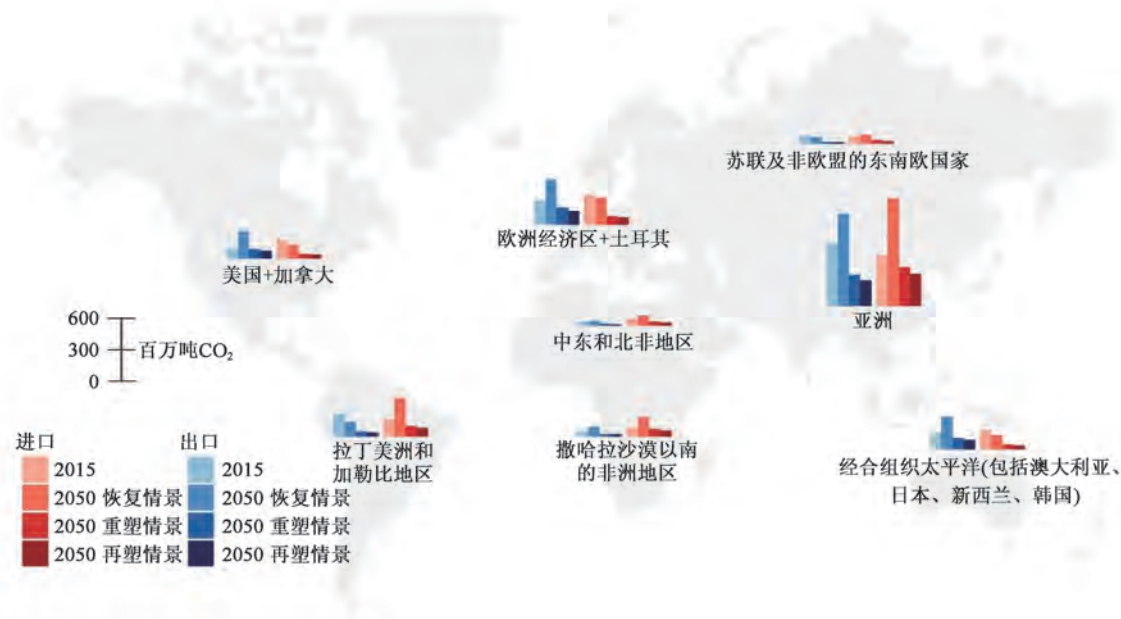 苏联及非欧盟的东南欧国家
欧洲经济区+土耳其
美国+加拿大
亚洲
600
300
0
百万吨CO₂
中东和北非地区
拉丁美洲和
加勒比地区
撒哈拉沙漠以南
的非洲地区
经合组织太平洋(包括澳大利亚、
日本、新西兰、韩国)
进口
2015
2050 恢复情景
2050 重塑情景
2050 再塑情景
出口
2015
2050 恢复情景
2050 重塑情景
2050 再塑情景